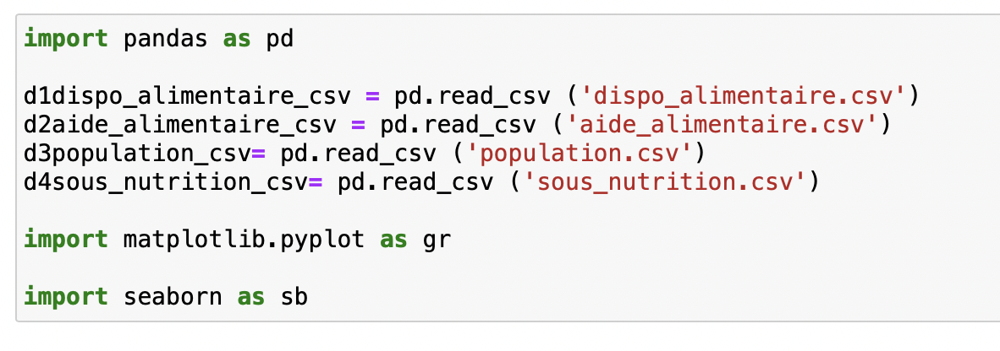 import pandas as pd
d1dispo_alimentaire_csv = pd.read_csv ('dispo_alimentaire.csv')
d2aide_alimentaire_csv = pd.read_csv ('aide_alimentaire.csv')
d3population_csv= pd.read_csv ('population.csv')
d4sous_nutrition_csv= pd.read_csv ('sous_nutrition.csv')
import matplotlib.pyplot as gr
import seaborn as sb